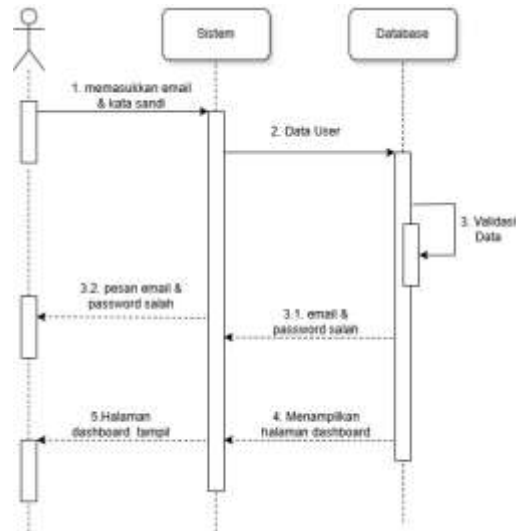 Sistem
Database
1. memasukkan email
& kata sandi
2. Data User
3. Validasi
Data
3.2. pesan email &
password salah
3.1. email &
password salah
5.Halaman
dashboard tampil
4. Menampilkan
halaman dashboard